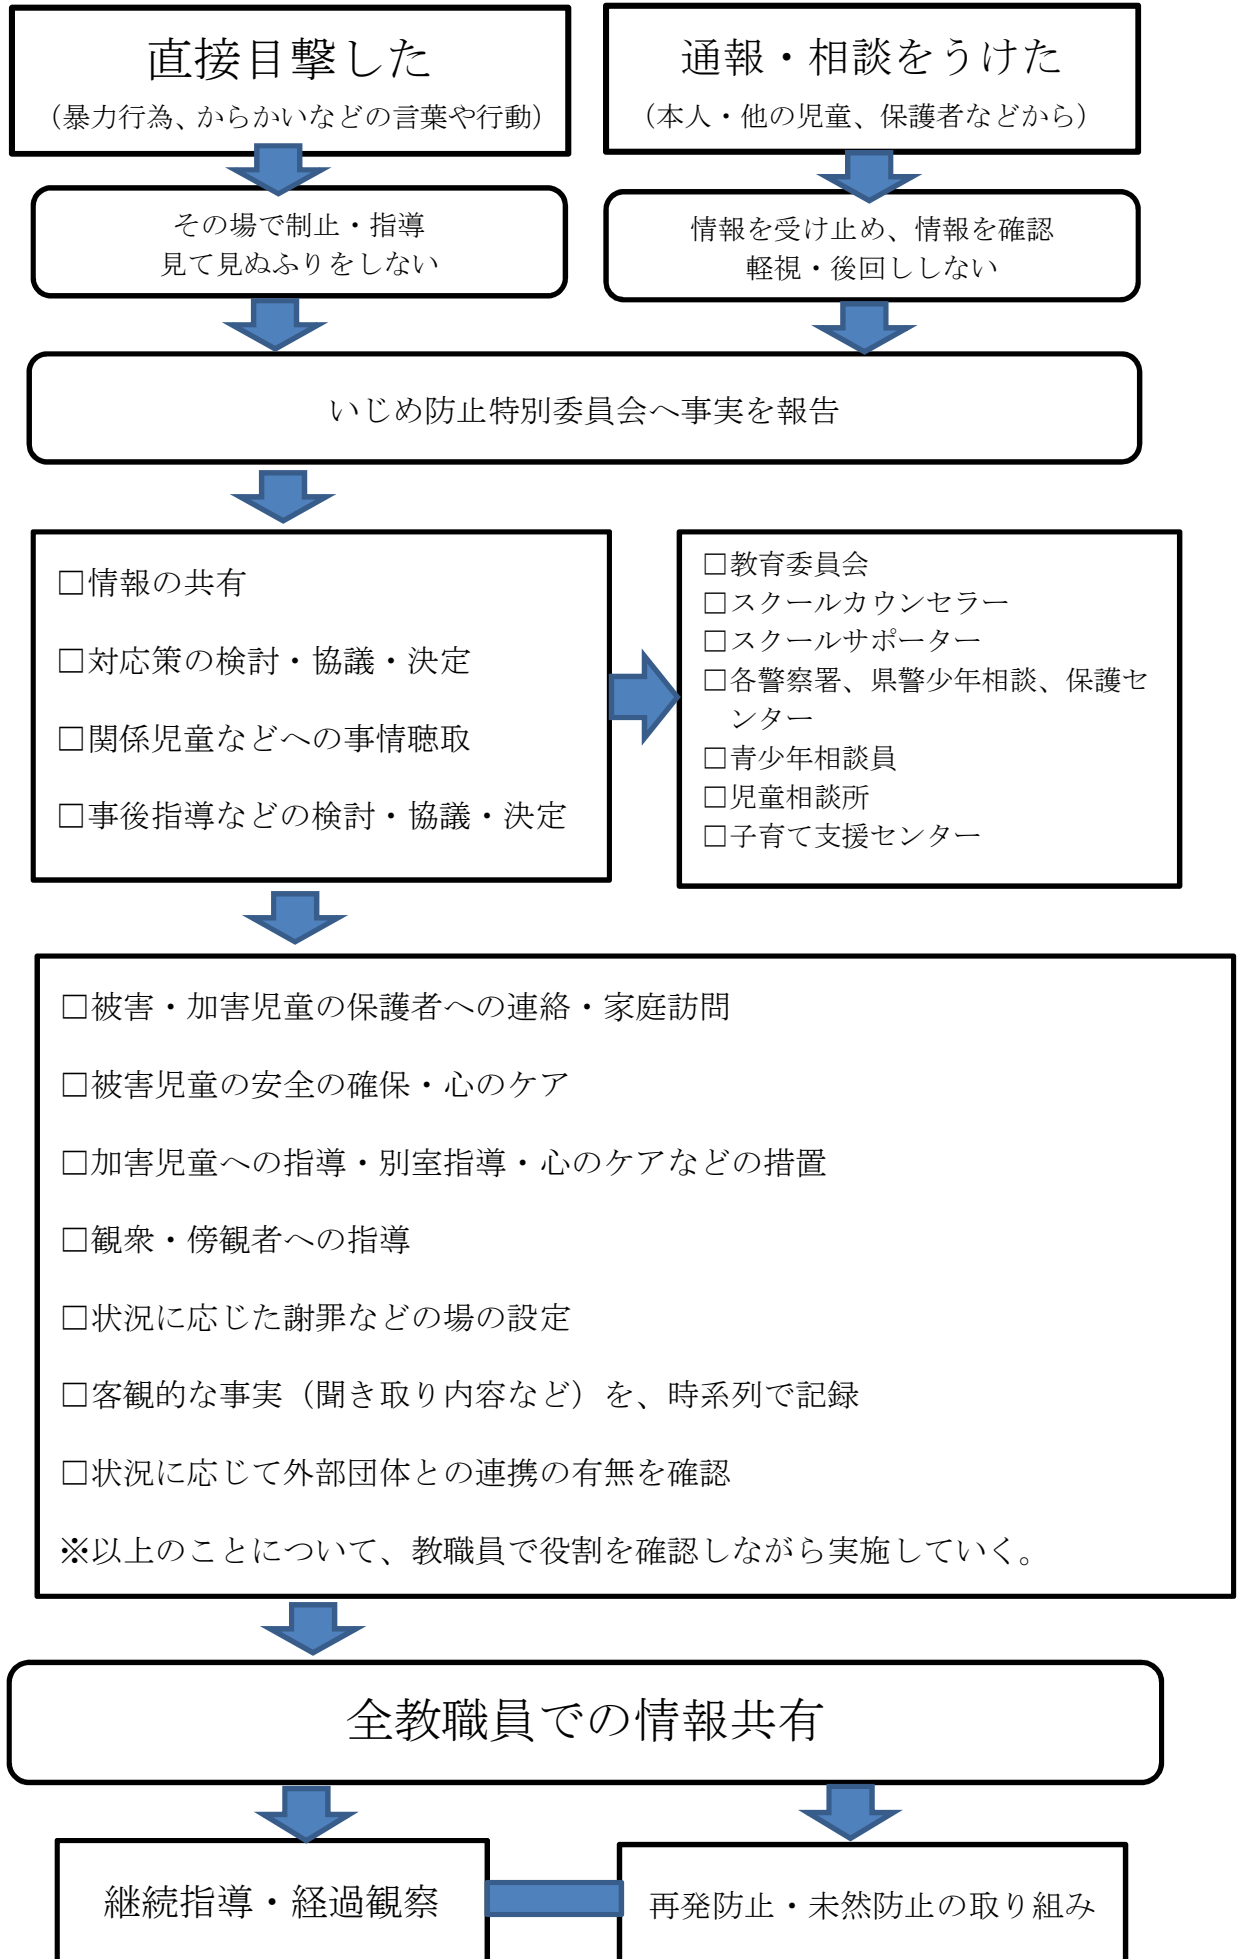 直接目撃した
（暴力行為、からかいなどの言葉や行動）
通報・相談をうけた
（本人・他の児童、保護者などから）
その場で制止・指導
見て見ぬふりをしない
情報を受け止め、情報を確認
軽視・後回ししない
いじめ防止特別委員会へ事実を報告
□情報の共有
□対応策の検討・協議・決定
□関係児童などへの事情聴取
□事後指導などの検討・協議・決定
□教育委員会
□スクールカウンセラー
□スクールサポーター
□各警察署、県警少年相談、保護セ
ンター
□青少年相談員
□児童相談所
□子育て支援センター
□被害・加害児童の保護者への連絡・家庭訪問
□被害児童の安全の確保・心のケア
□加害児童への指導・別室指導・心のケアなどの措置
□観衆・傍観者への指導
□状況に応じた謝罪などの場の設定
□客観的な事実（聞き取り内容など）を、時系列で記録
□状況に応じて外部団体との連携の有無を確認
※以上のことについて、教職員で役割を確認しながら実施していく。
全教職員での情報共有
継続指導・経過観察
再発防止・未然防止の取り組み